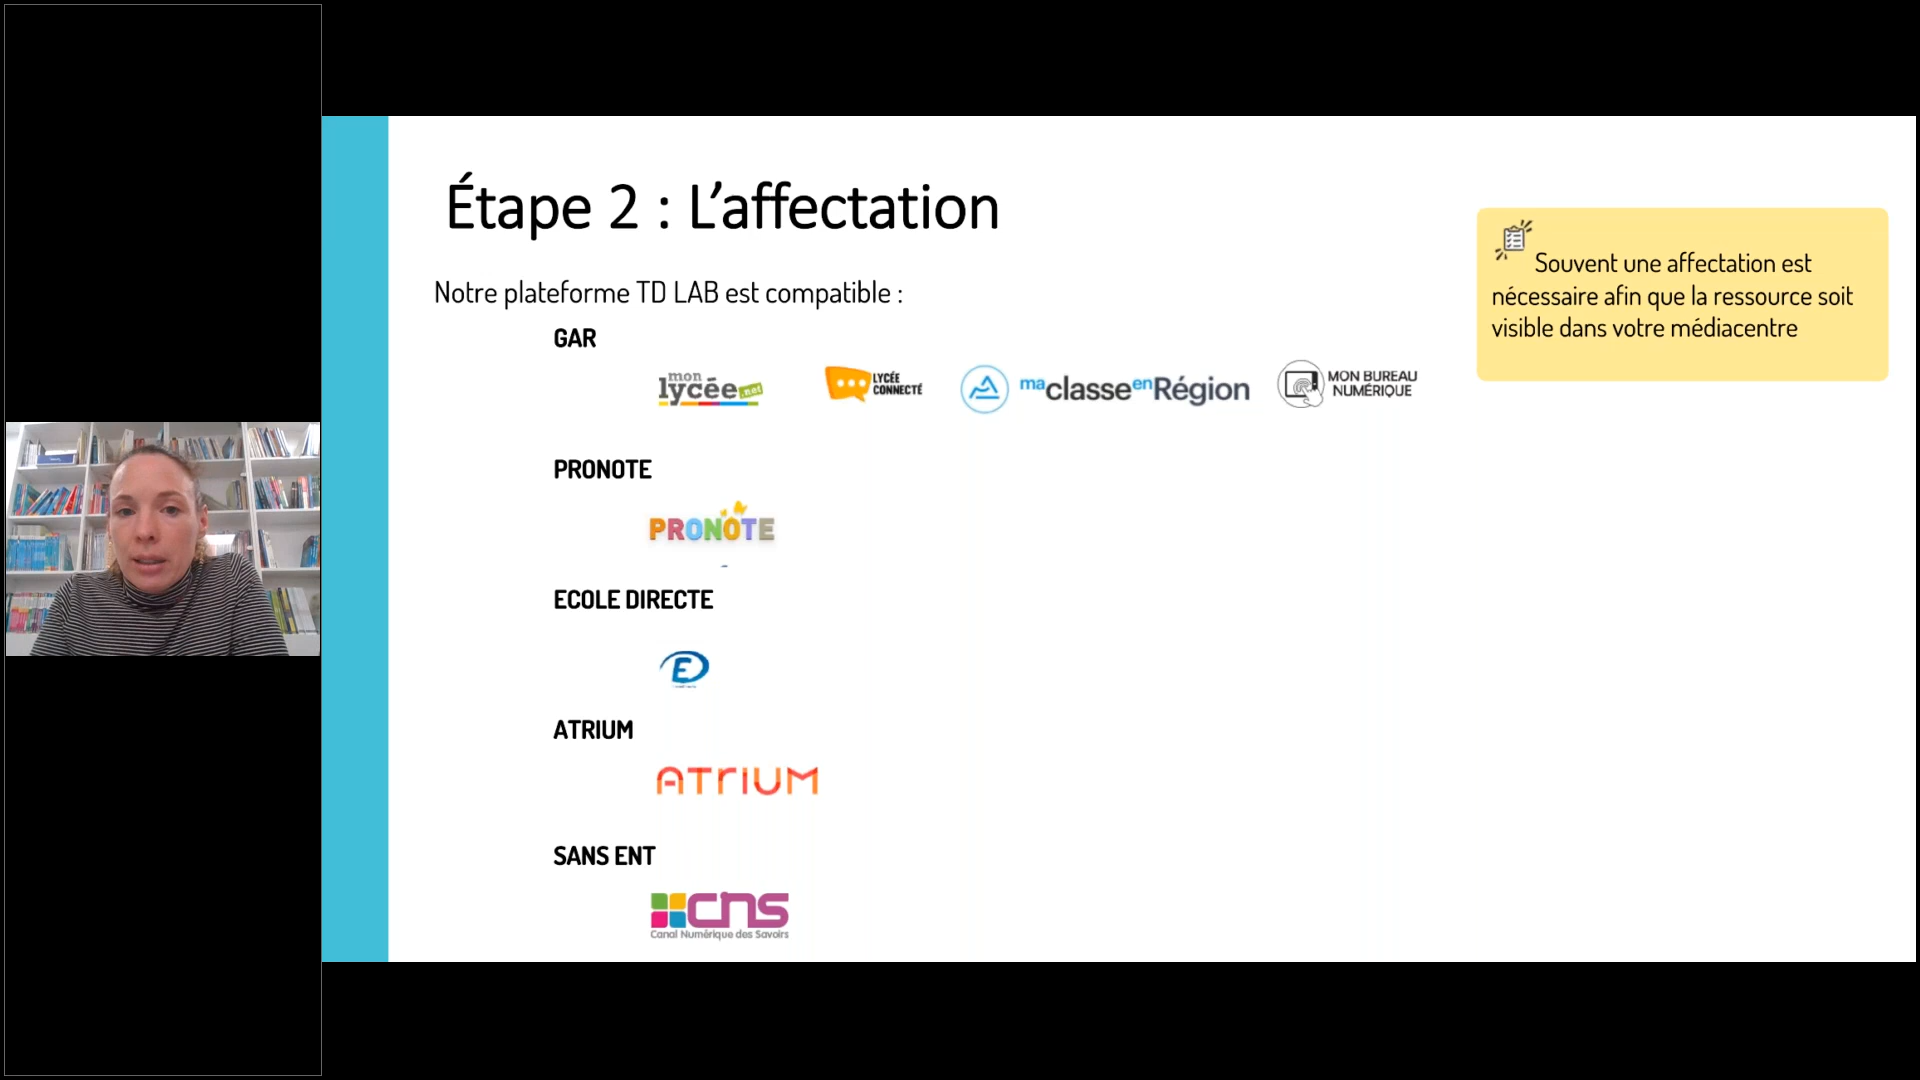 Étape 2 : L’affectation
Souvent une affectation est
nécessaire afin que la ressource soit
visible dans votre médiacentre
Notre plateforme TD LAB est compatible :
GAR
mon
lycée.net
LYCÉE
CONNECTÉ
maclasseenRégion
MON BUREAU
NUMÉRIQUE
PRONOTE
PRONOTE
ECOLE DIRECTE
E
ATRIUM
ATRIUM
SANS ENT
cns
Canal Numérique des Savoirs